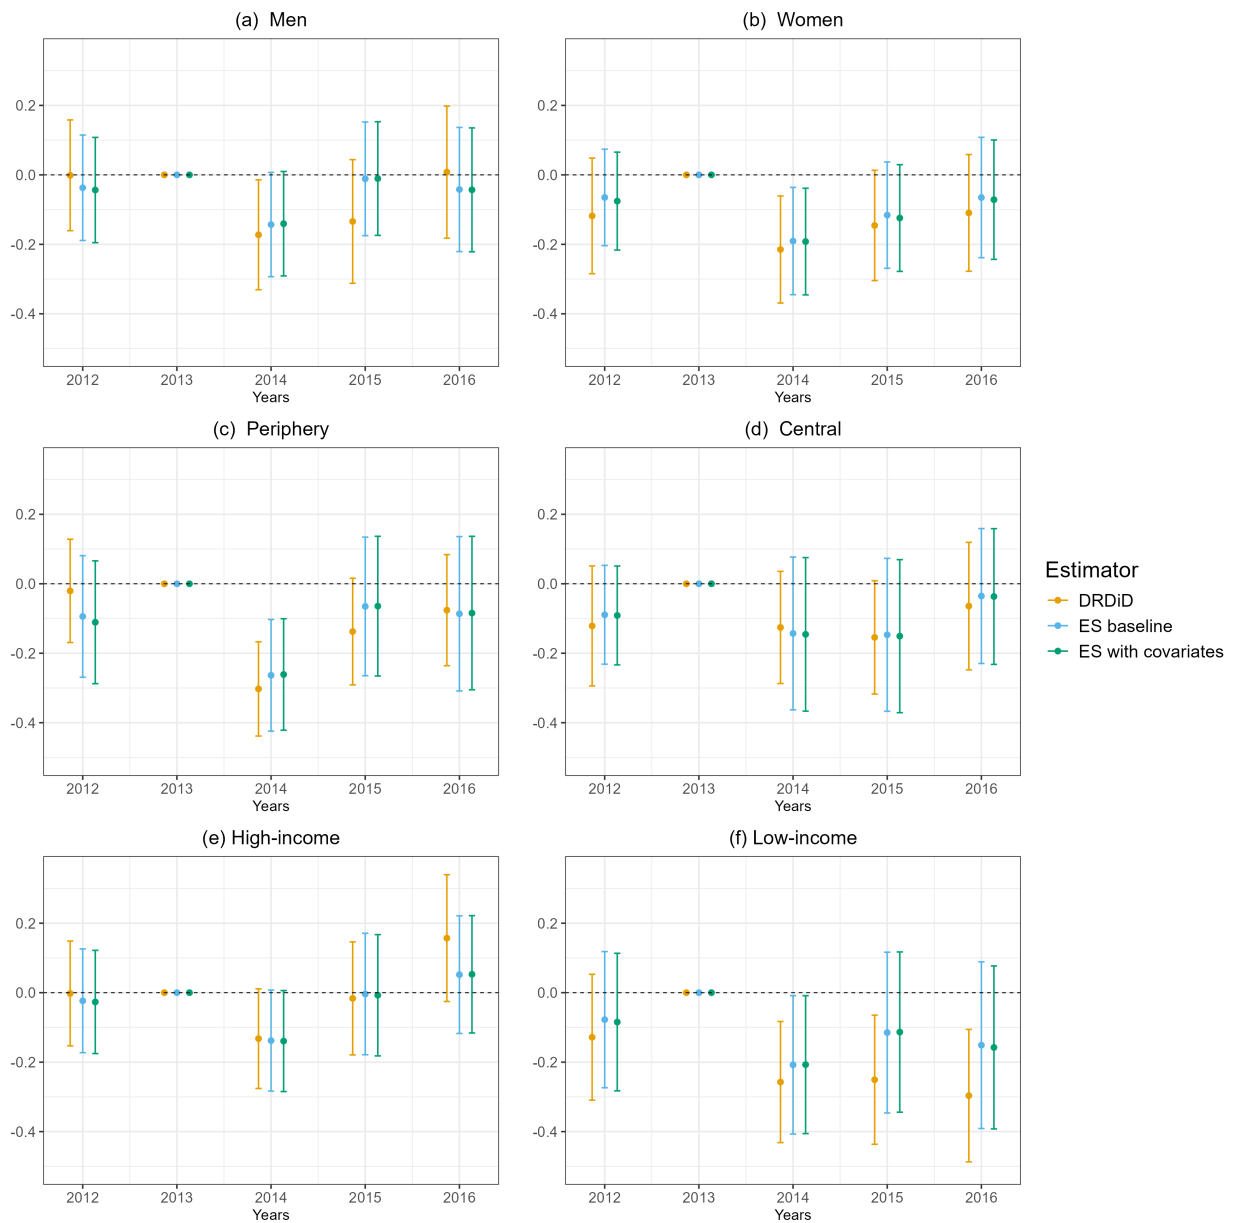 (a)  Men
(b)  Women
0.2
0.0
-0.2
-0.4
2012 2013 2014 2015 2016
Years
0.2
0.0
-0.2
-0.4
2012 2013 2014 2015 2016
Years
(c)  Periphery
(d)  Central
0.2
0.0
-0.2
-0.4
2012 2013 2014 2015 2016
Years
0.2
0.0
-0.2
-0.4
2012 2013 2014 2015 2016
Years
Estimator
DRDiD
ES baseline
ES with covariates
(e) High-income
(f) Low-income
0.2
0.0
-0.2
-0.4
2012 2013 2014 2015 2016
Years
0.2
0.0
-0.2
-0.4
2012 2013 2014 2015 2016
Years